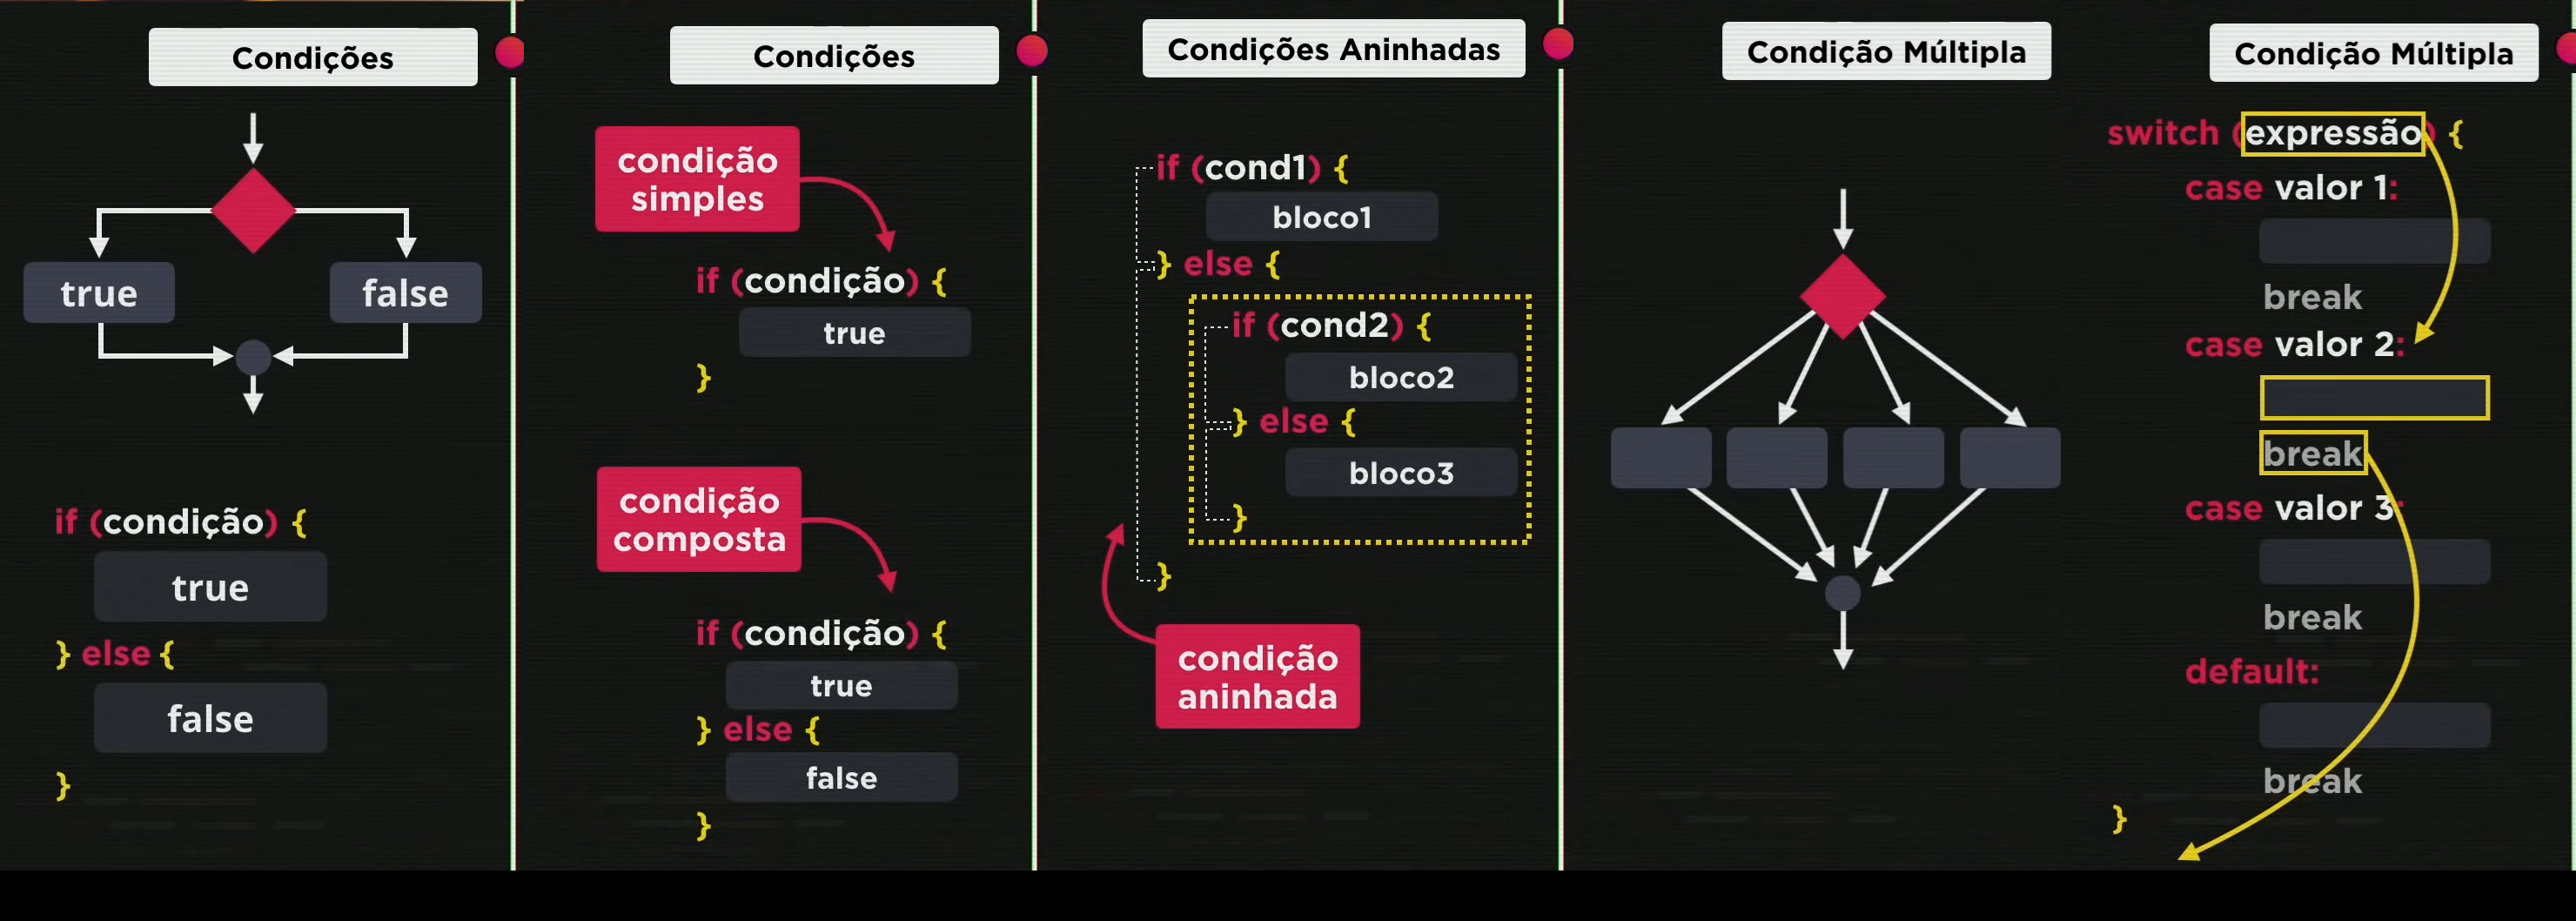 Condições
true
false
if (condição) {
true
} else {
false
}
Condições
condição
simples
if (condição) {
true
}
condição
composta
if (condição) {
true
} else {
false
}
Condições Aninhadas
if (cond1) {
bloco1
} else {
if (cond2) {
bloco2
} else {
bloco3
}
}
condição
aninhada
Condição Múltipla
Condição Múltipla
switch (expressão) {
case valor 1:
break
case valor 2:
break
case valor 3:
break
default:
break
}